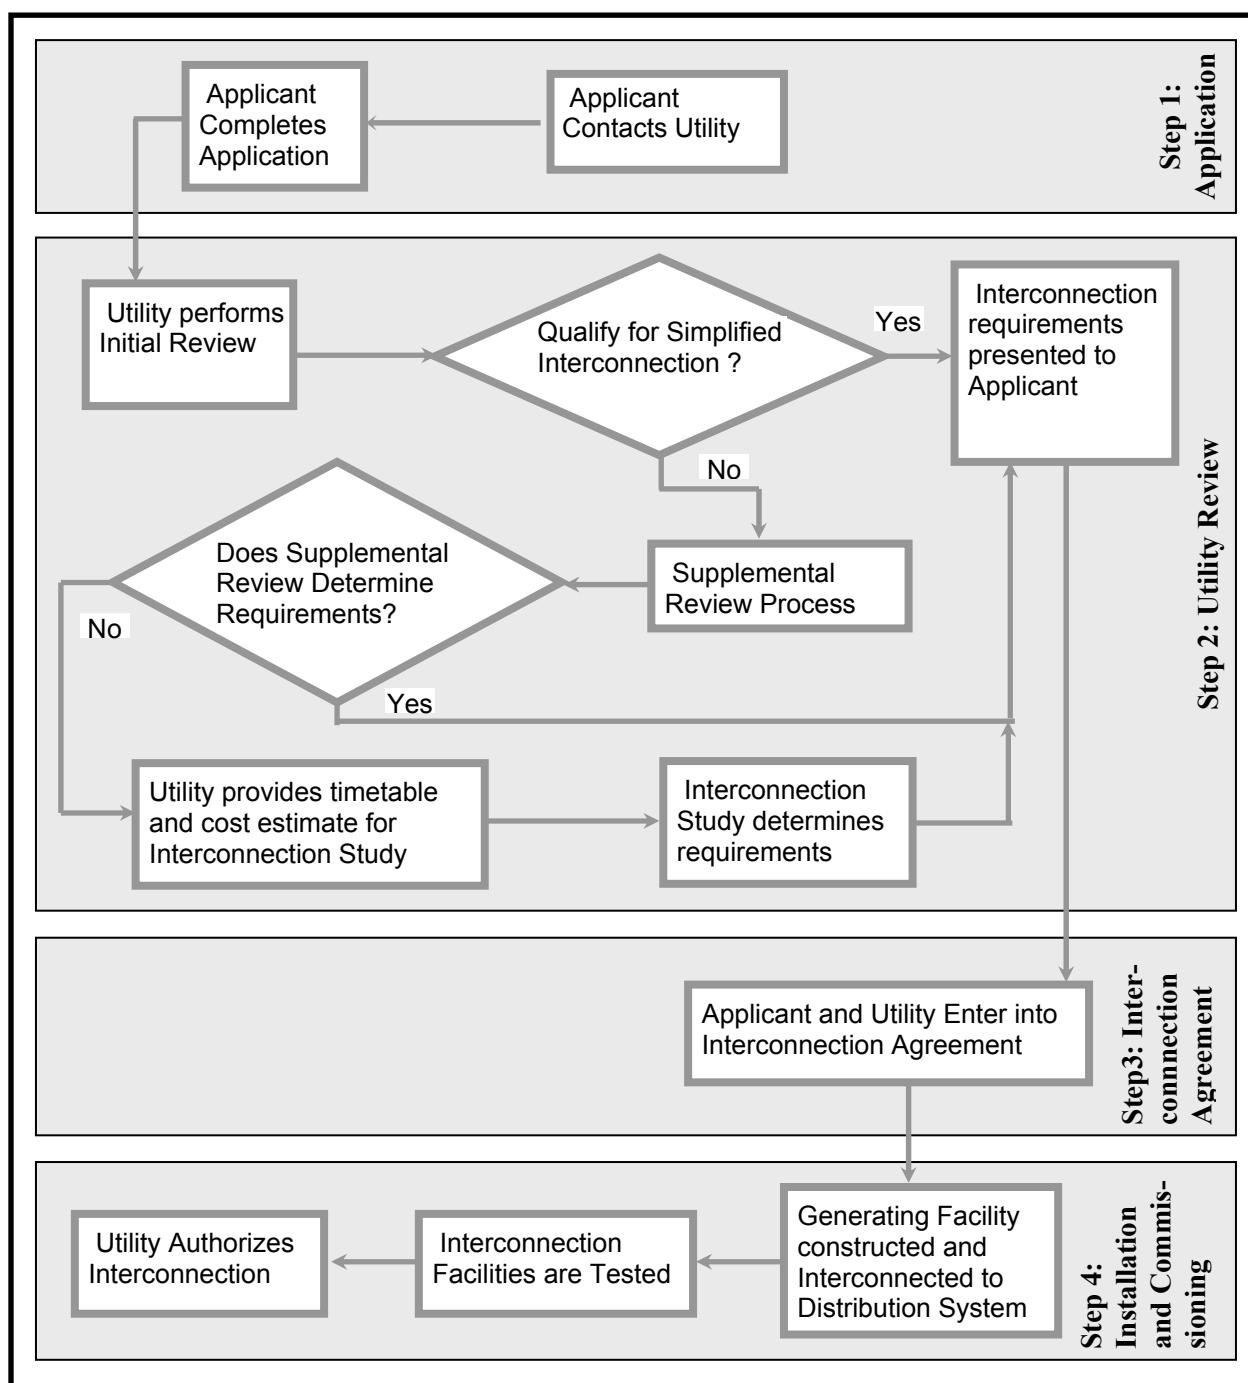 Applicant
Completes
Application
Applicant
Contacts Utility
Step 1:
Application
Utility performs
Initial Review
Qualify for Simplified
Interconnection ?
Yes
Interconnection
requirements
presented to
Applicant
No
Does Supplemental
Review Determine
Requirements?
Supplemental
Review Process
No
Yes
Utility provides timetable
and cost estimate for
Interconnection Study
Interconnection
Study determines
requirements
Step 2: Utility Review
Applicant and Utility Enter into
Interconnection Agreement
Step3: Inter-
connnection
Agreement
Utility Authorizes
Interconnection
Interconnection
Facilities are Tested
Generating Facility
constructed and
Interconnected to
Distribution System
Step 4:
Installation
and Commis-
sioning